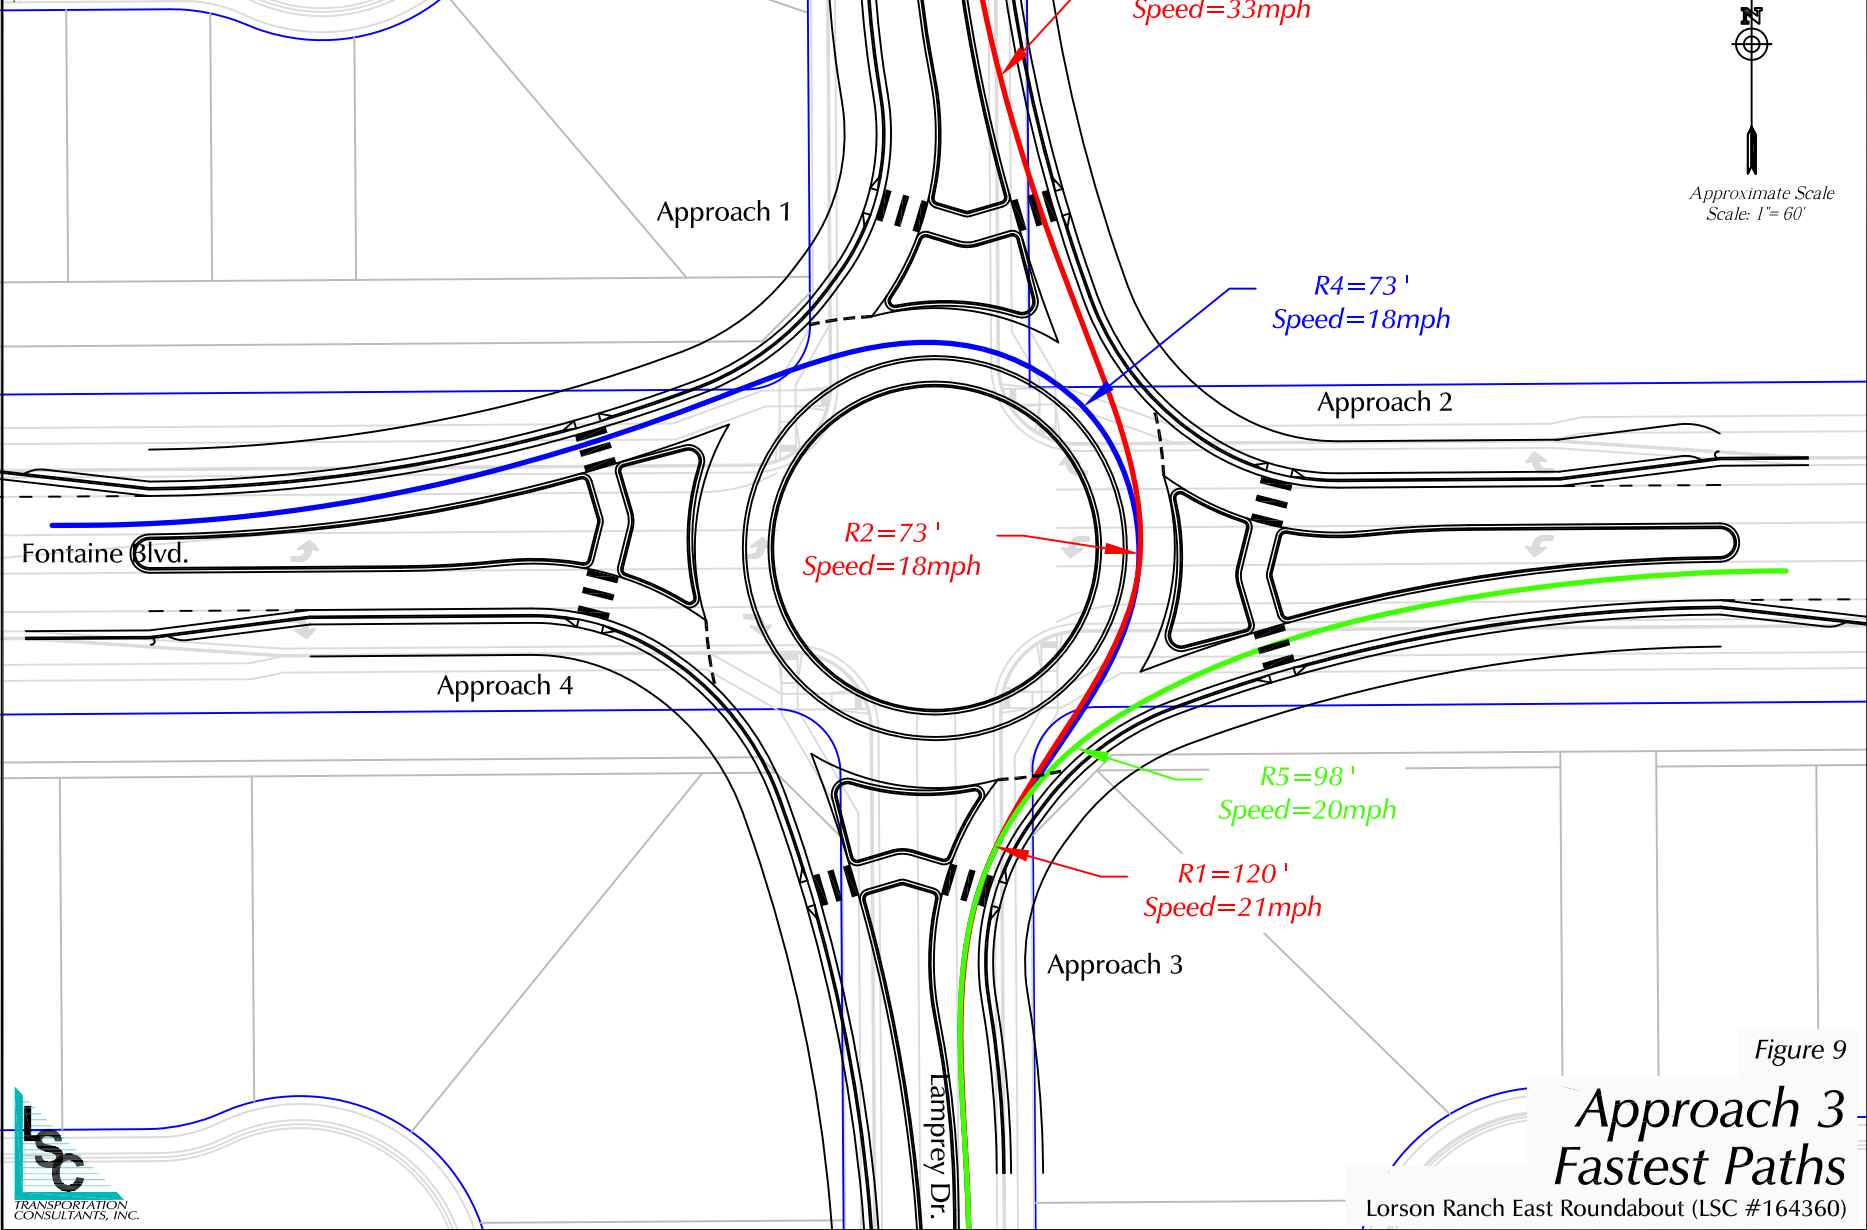 Speed=33mph
N
Approximate Scale
Scale: 1"= 60'
Approach 1
R4=73'
Speed=18mph
Approach 2
R2=73'
Speed=18mph
Fontaine Blvd.
Approach 4
R5=98'
Speed=20mph
R1=120'
Speed=21mph
Approach 3
Lamprey Dr.
Figure 9
Approach 3
Fastest Paths
Lorson Ranch East Roundabout (LSC #164360)
LSC
TRANSPORTATION
CONSULTANTS, INC.